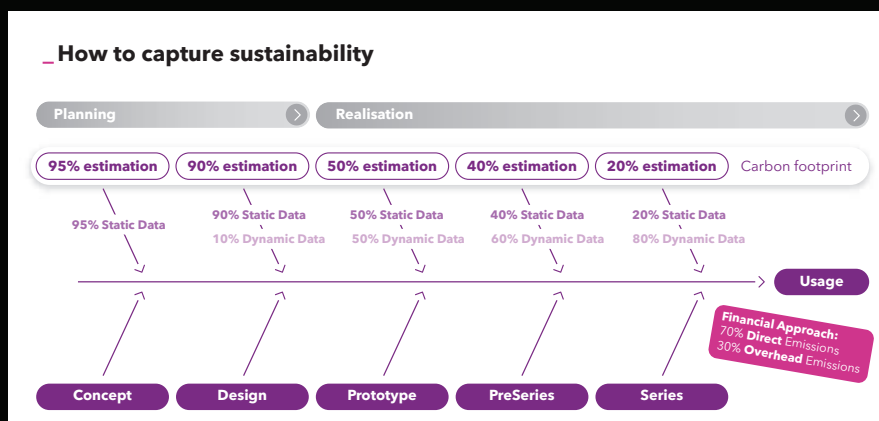 _How to capture sustainability
Planning
Realisation
95% estimation
90% estimation
50% estimation
40% estimation
20% estimation
Carbon footprint
95% Static Data
90% Static Data
10% Dynamic Data
50% Static Data
50% Dynamic Data
40% Static Data
60% Dynamic Data
20% Static Data
80% Dynamic Data
Usage
Financial Approach:
70% Direct Emissions
30% Overhead Emissions
Concept
Design
Prototype
PreSeries
Series